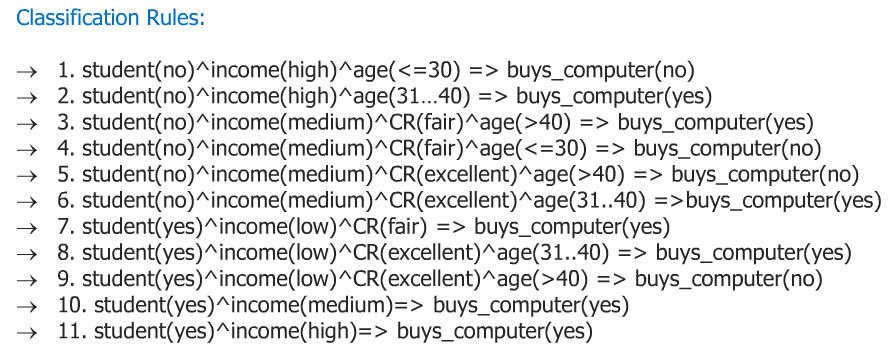 Classification Rules:
→ 1. student(no)^income(high)^age(<=30) => buys_computer(no)
→ 2. student(no)^income(high)^age(31…40) => buys_computer(yes)
→ 3. student(no)^income(medium)^CR(fair)^age(>40) => buys_computer(yes)
→ 4. student(no)^income(medium)^CR(fair)^age(<=30) => buys_computer(no)
→ 5. student(no)^income(medium)^CR(excellent)^age(>40) => buys_computer(no)
→ 6. student(no)^income(medium)^CR(excellent)^age(31..40) =>buys_computer(yes)
→ 7. student(yes)^income(low)^CR(fair) => buys_computer(yes)
→ 8. student(yes)^income(low)^CR(excellent)^age(31..40) => buys_computer(yes)
→ 9. student(yes)^income(low)^CR(excellent)^age(>40) => buys_computer(no)
→ 10. student(yes)^income(medium)=> buys_computer(yes)
→ 11. student(yes)^income(high)=> buys_computer(yes)